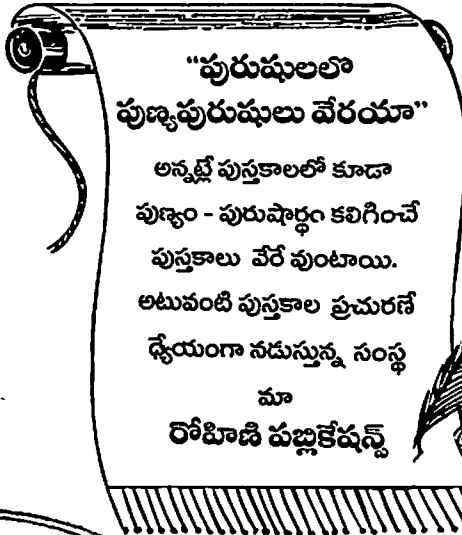 “పురుషులలొ
పుణ్యపురుషులు వేరయా”
అన్నట్లే పుస్తకాలలో కూడా
పుణ్యం - పురుషార్థం కలిగించే
పుస్తకాలు వేరే వుంటాయి.
అటువంటి పుస్తకాల ప్రచురణే
ధ్యేయంగా నడుస్తున్న సంస్థ
మా
రోహిణి పబ్లికేషన్స్